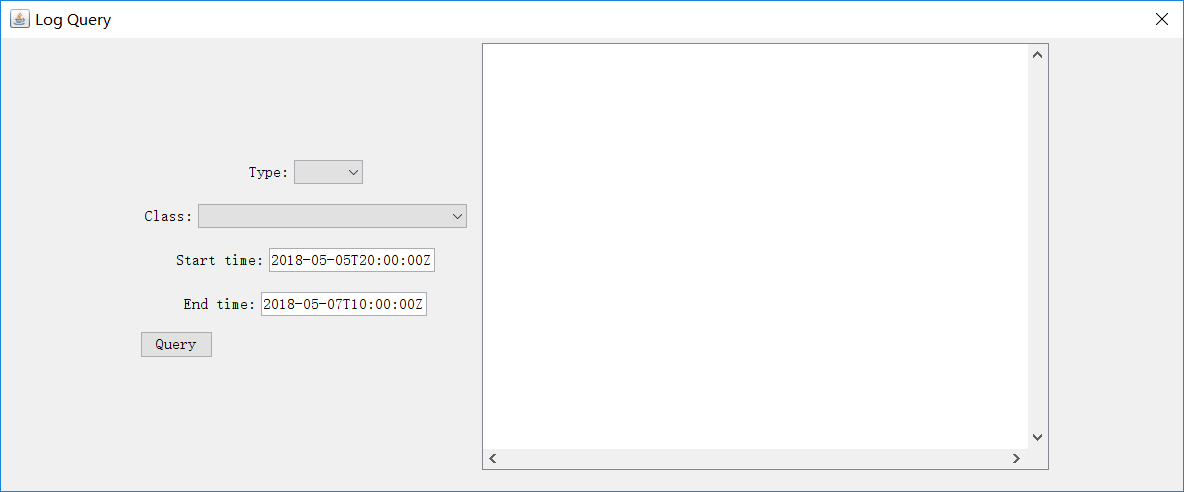 Log Query
Type:
Class:
Start time: 2018-05-05T20:00:00Z
End time: 2018-05-07T10:00:00Z
Query